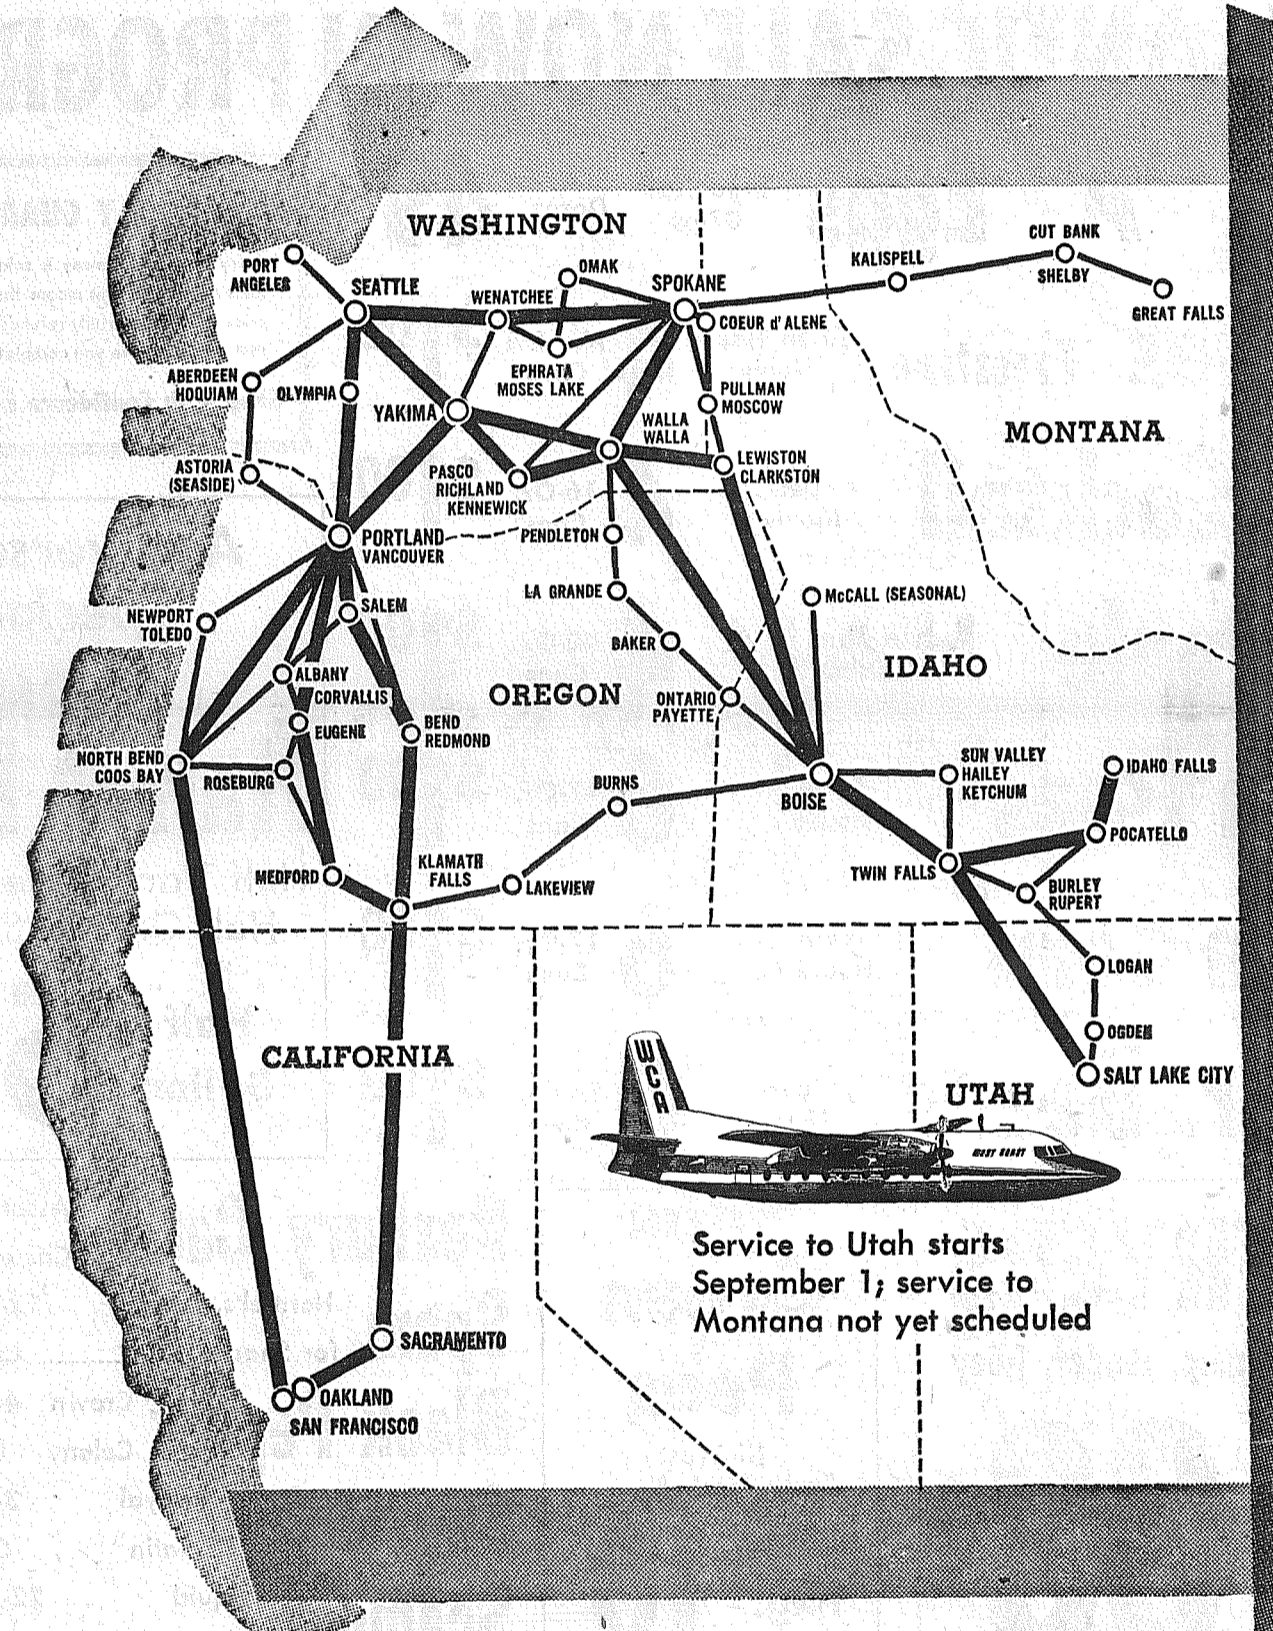 WASHINGTON
PORT
ANGELES
SEATTLE
WENATCHEE
OMAK
SPOKANE
COEUR d'ALENE
KALISPELL
CUT BANK
SHELBY
GREAT FALLS
ABERDEEN
HOQUIAM
OLYMPIA
YAKIMA
EPHRATA
MOSES LAKE
PULLMAN
MOSCOW
WALLA
WALLA
MONTANA
ASTORIA
(SEASIDE)
PASCO
RICHLAND
KENNEWICK
LEWISTON
CLARKSTON
PORTLAND
VANCOUVER
PENDLETON
LA GRANDE
McCALL (SEASONAL)
NEWPORT
TOLEDO
SALEM
BAKER
IDAHO
ALBANY
CORVALLIS
OREGON
ONTARIO
PAYETTE
EUGENE
BEND
REDMOND
NORTH BEND
COOS BAY
ROSEBURG
BURNS
BOISE
SUN VALLEY
HAILEY
KETCHUM
IDAHO FALLS
POCATELLO
MEDFORD
KLAMATH
FALLS
LAKEVIEW
TWIN FALLS
BURLEY
RUPERT
LOGAN
OGDEN
SALT LAKE CITY
CALIFORNIA
UTAH
WCA
WEST COAST
Service to Utah starts
September 1; service to
Montana not yet scheduled
SACRAMENTO
OAKLAND
SAN FRANCISCO